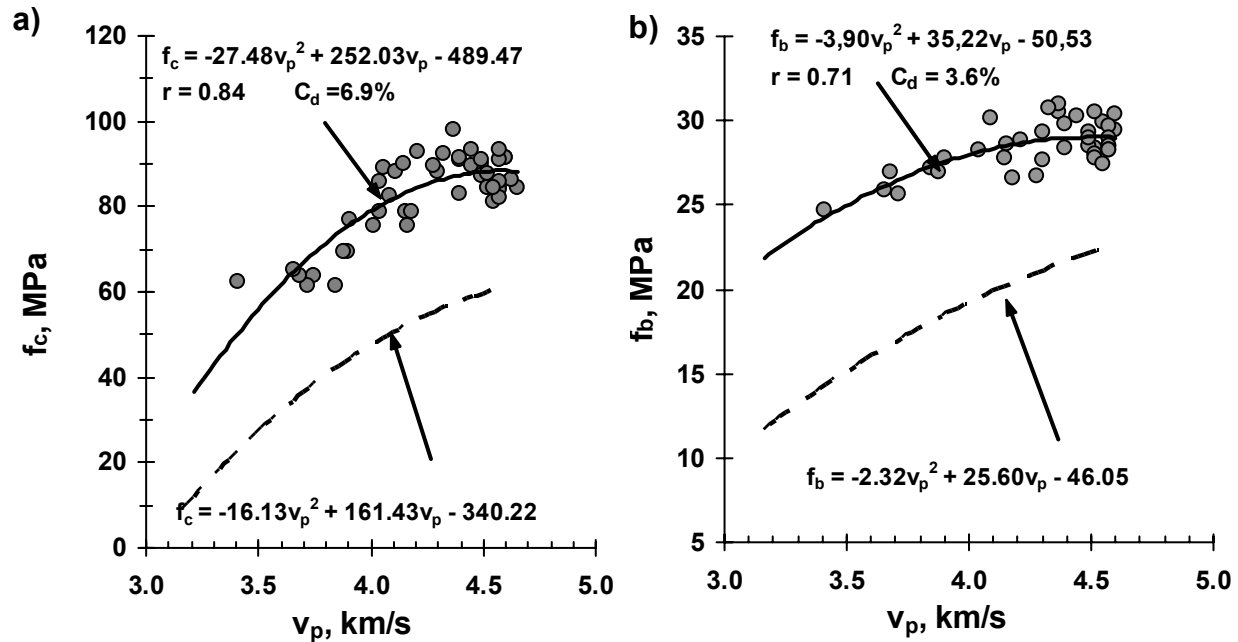 a)
f_c = -27.48v_p^2 + 252.03v_p - 489.47
r = 0.84 C_d =6.9%
120
100
80
60
40
20
0
f_c, MPa
f_c = -16.13v_p^2 + 161.43v_p - 340.22
3.0 3.5 4.0 4.5 5.0
v_p, km/s
b)
f_b = -3,90v_p^2 + 35,22v_p - 50,53
r = 0.71 C_d = 3.6%
35
30
25
20
15
10
5
f_b, MPa
f_b = -2.32v_p^2 + 25.60v_p - 46.05
3.0 3.5 4.0 4.5 5.0
v_p, km/s